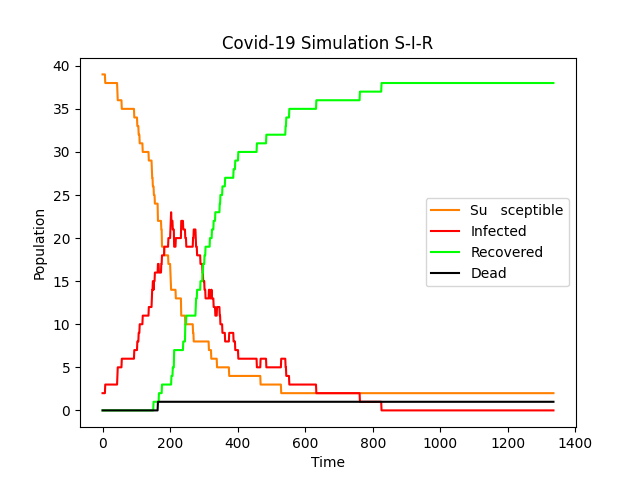 Covid-19 Simulation S-I-R
40
35
30
25
20
15
10
5
0
Population
Su   sceptible
Infected
Recovered
Dead
0 200 400 600 800 1000 1200 1400
Time